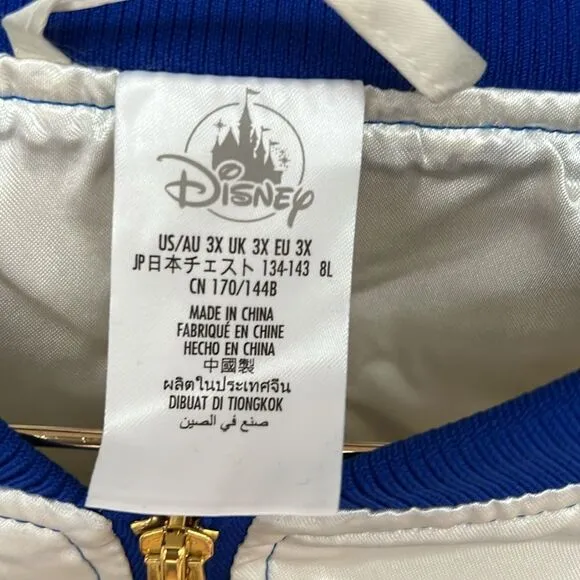 Disney
US/AU 3X UK 3X EU 3X
JP日本チェスト 134-143 8L
CN 170/144B
MADE IN CHINA
FABRIQUÉ EN CHINE
HECHO EN CHINA
中國製
ผลิตในประเทศจีน
DIBUAT DI TIONGKOK
صنع في الصين